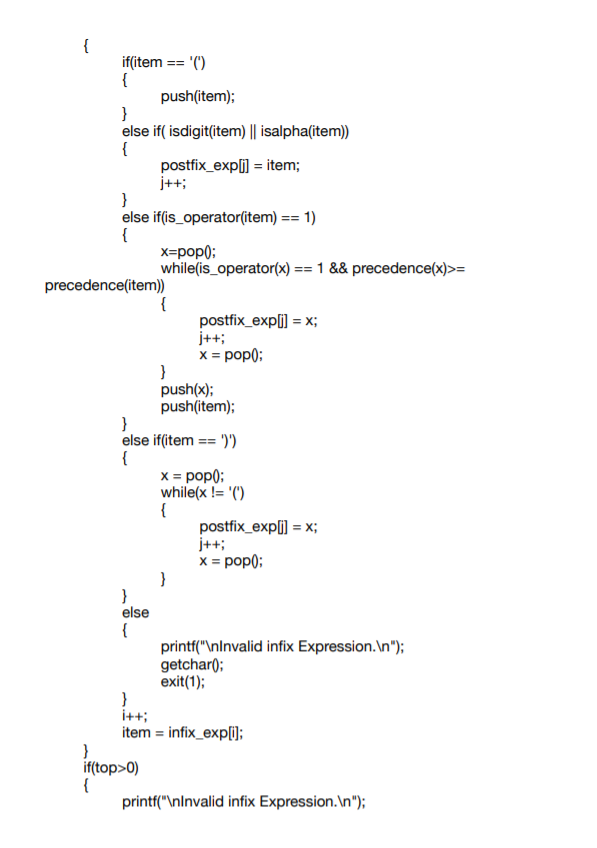 {
if(item == '(')
{
push(item);
}
else if( isdigit(item) || isalpha(item))
{
postfix_exp[j] = item;
j++;
}
else if(is_operator(item) == 1)
{
x=pop();
while(is_operator(x) == 1 && precedence(x)>=
precedence(item))
{
postfix_exp[j] = x;
j++;
x = pop();
}
push(x);
push(item);
}
else if(item == ')')
{
x = pop();
while(x != '(')
{
postfix_exp[j] = x;
j++;
x = pop();
}
}
else
{
printf("\nInvalid infix Expression.\n");
getchar();
exit(1);
}
i++;
item = infix_exp[i];
}
if(top>0)
{
printf("\nInvalid infix Expression.\n");